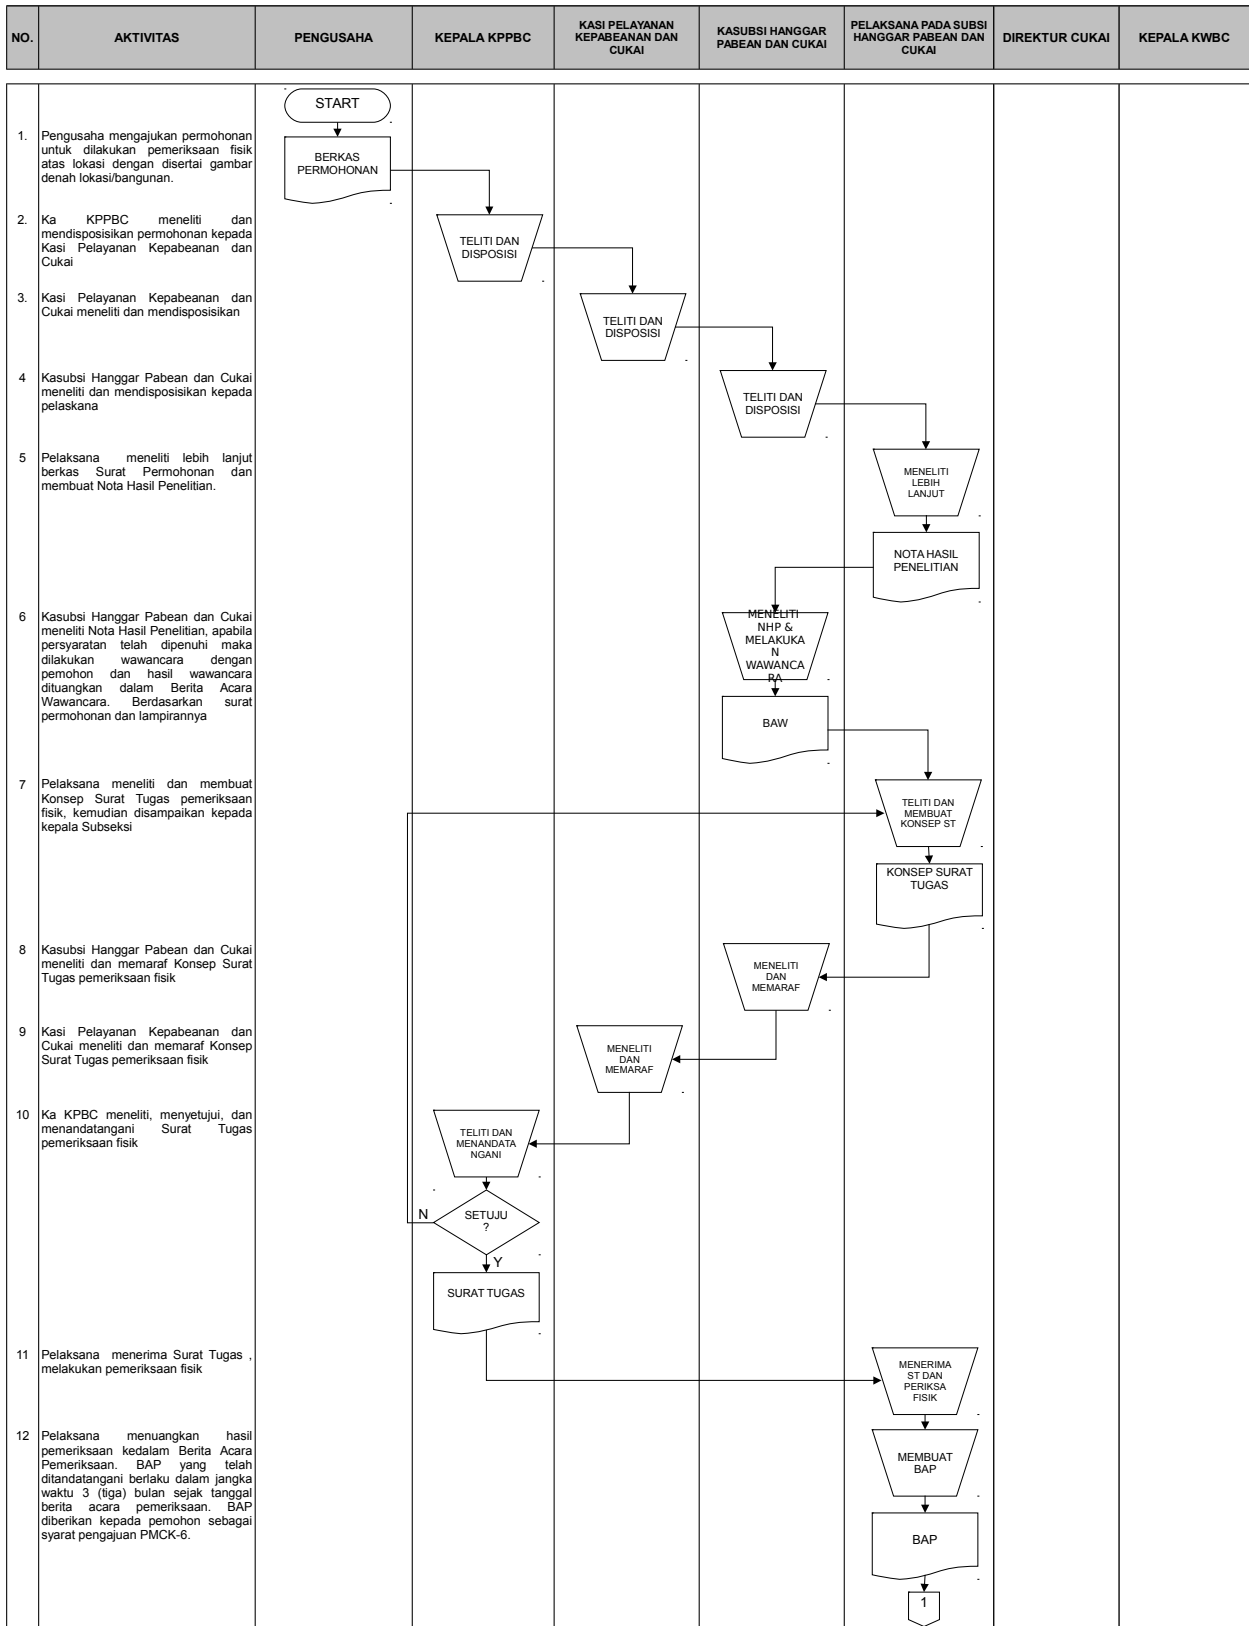 NO.
AKTIVITAS
PENGUSAHA
KEPALA KPPBC
KASI PELAYANAN
KEPABEANAN DAN
CUKAI
KASUBSI HANGGAR
PABEAN DAN CUKAI
PELAKSANA PADA SUBSI
HANGGAR PABEAN DAN
CUKAI
DIREKTUR CUKAI
KEPALA KWBC
START
1. Pengusaha mengajukan permohonan
untuk dilakukan pemeriksaan fisik
atas lokasi dengan disertai gambar
denah lokasi/bangunan.
BERKAS
PERMOHONAN
2. Ka KPPBC meneliti dan
mendisposisikan permohonan kepada
Kasi Pelayanan Kepabeanan dan
Cukai
TELITI DAN
DISPOSISI
3. Kasi Pelayanan Kepabeanan dan
Cukai meneliti dan mendisposisikan
TELITI DAN
DISPOSISI
4 Kasubsi Hanggar Pabean dan Cukai
meneliti dan mendisposisikan kepada
pelaskana
TELITI DAN
DISPOSISI
5 Pelaksana meneliti lebih lanjut
berkas Surat Permohonan dan
membuat Nota Hasil Penelitian.
MENELITI
LEBIH
LANJUT
NOTA HASIL
PENELITIAN
6 Kasubsi Hanggar Pabean dan Cukai
meneliti Nota Hasil Penelitian, apabila
persyaratan telah dipenuhi maka
dilakukan wawancara dengan
pemohon dan hasil wawancara
dituangkan dalam Berita Acara
Wawancara. Berdasarkan surat
permohonan dan lampirannya
MENELITI
NHP &
MELAKUKA
N
WAWANCA
RA
BAW
7 Pelaksana meneliti dan membuat
Konsep Surat Tugas pemeriksaan
fisik, kemudian disampaikan kepada
kepala Subseksi
TELITI DAN
MEMBUAT
KONSEP ST
KONSEP SURAT
TUGAS
8 Kasubsi Hanggar Pabean dan Cukai
meneliti dan memaraf Konsep Surat
Tugas pemeriksaan fisik
MENELITI
DAN
MEMARAF
9 Kasi Pelayanan Kepabeanan dan
Cukai meneliti dan memaraf Konsep
Surat Tugas pemeriksaan fisik
MENELITI
DAN
MEMARAF
10 Ka KPBC meneliti, menyetujui, dan
menandatangani Surat Tugas
pemeriksaan fisik
TELITI DAN
MENANDATA
NGANI
N
SETUJU
?
Y
SURAT TUGAS
11 Pelaksana menerima Surat Tugas ,
melakukan pemeriksaan fisik
MENERIMA
ST DAN
PERIKSA
FISIK
12 Pelaksana menuangkan hasil
pemeriksaan kedalam Berita Acara
Pemeriksaan. BAP yang telah
ditandatangani berlaku dalam jangka
waktu 3 (tiga) bulan sejak tanggal
berita acara pemeriksaan. BAP
diberikan kepada pemohon sebagai
syarat pengajuan PMCK-6.
MEMBUAT
BAP
BAP
1